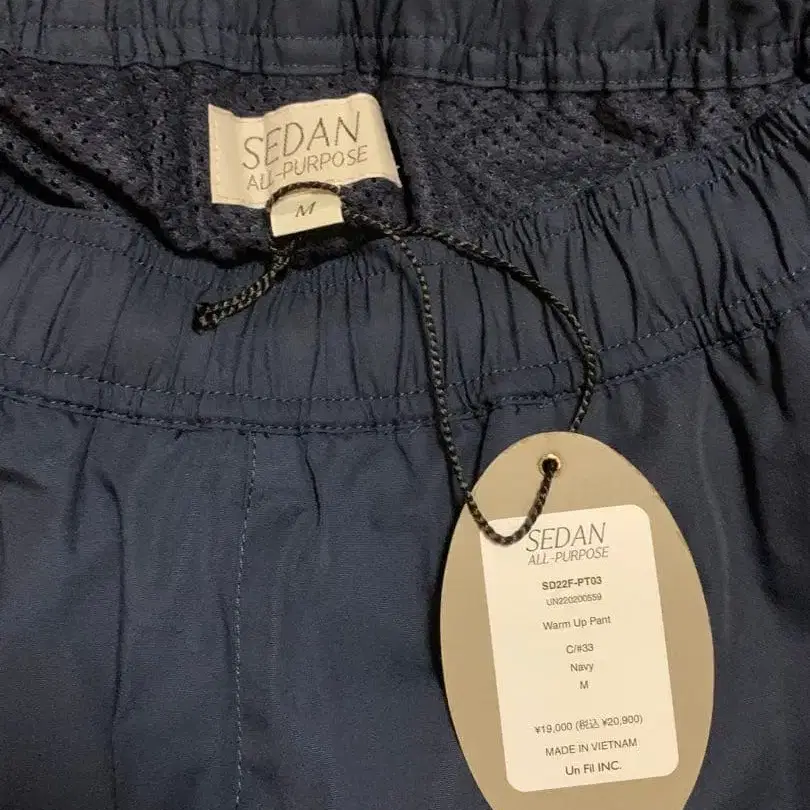 SEDAN
ALL-PURPOSE
M
SEDAN
ALL-PURPOSE
SD22F-PT03
UN220200559
Warm Up Pant
C/#33
Navy
M
¥19,000 (税込 ¥20,900)
MADE IN VIETNAM
Un Fil INC.